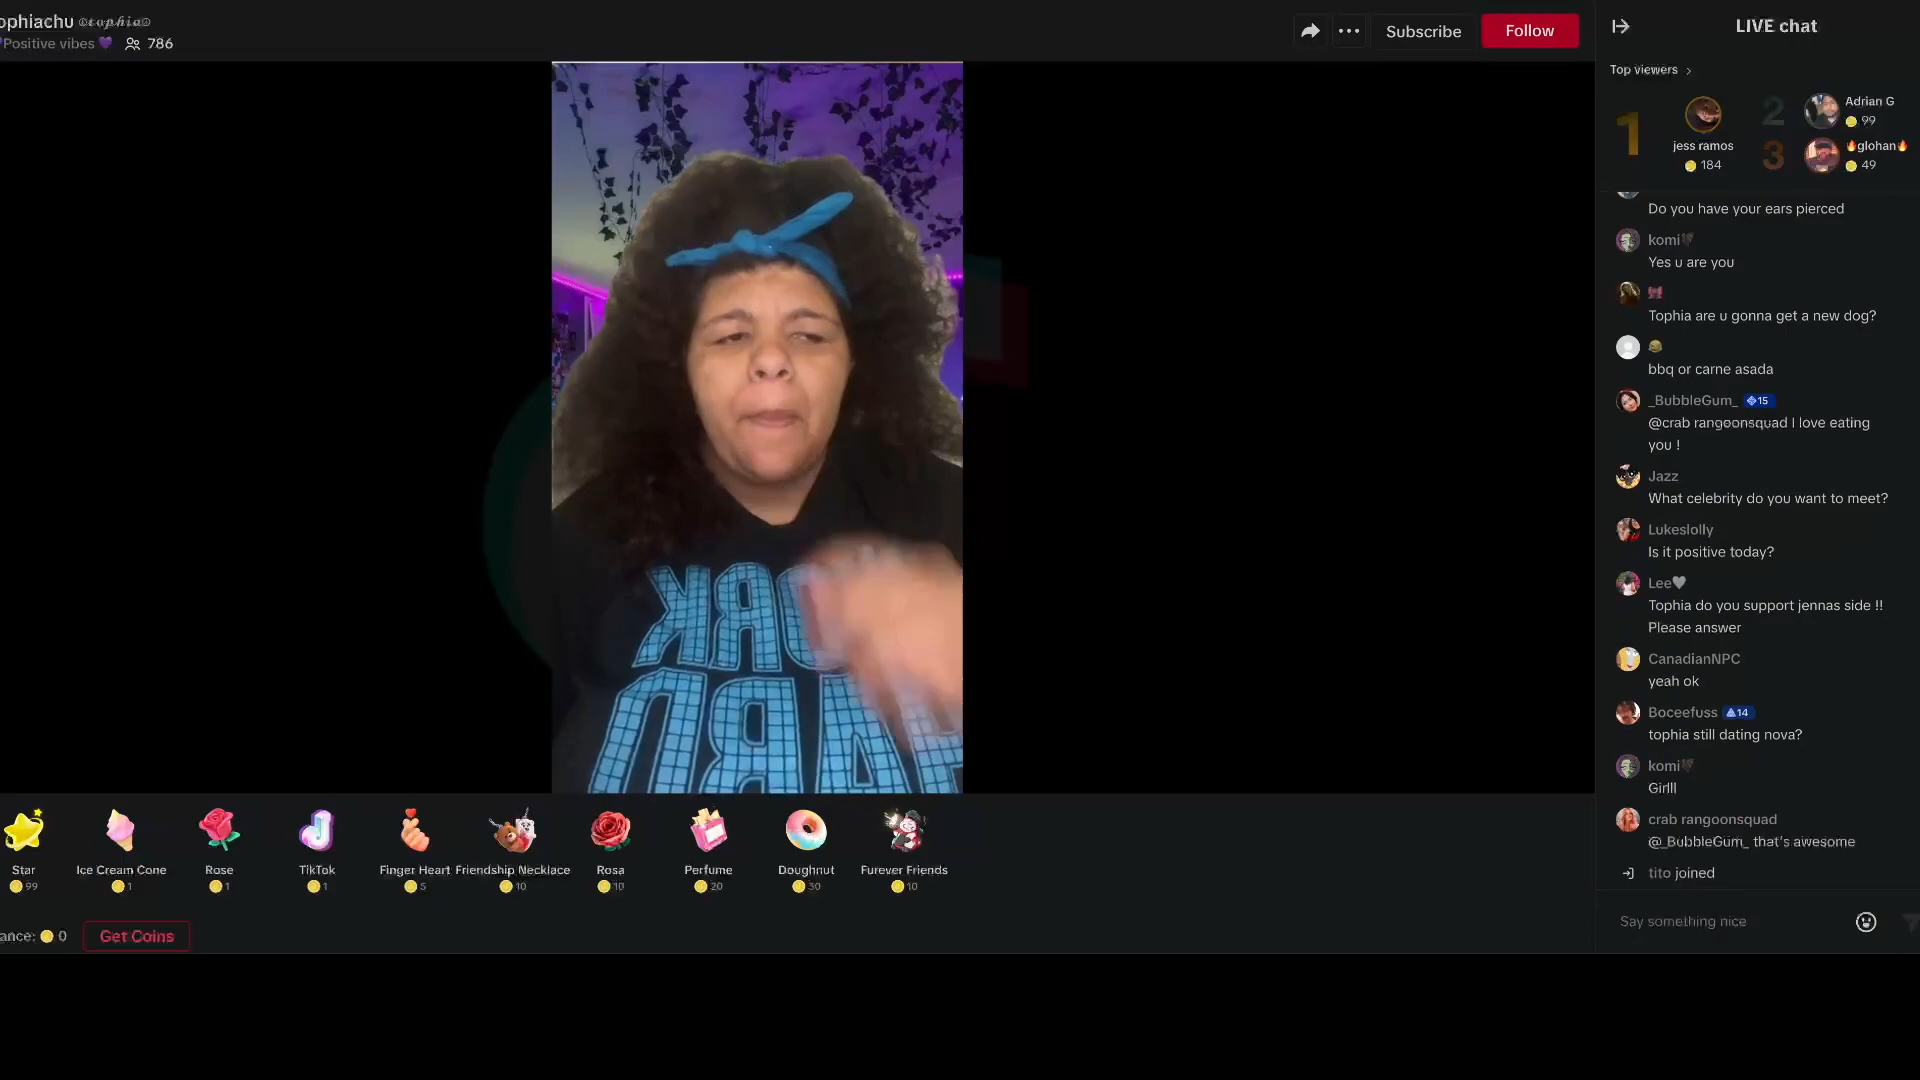 ophiachu @tophia®
Positive vibes 💜 786
Subscribe
Follow
LIVE chat
Top viewers >
1
jess ramos
184
2
Adrian G
99
3
🔥glohan🔥
49
Do you have your ears pierced
komi
Yes u are you
🎀
Tophia are u gonna get a new dog?
😂
bbq or carne asada
_BubbleGum_ 15
@crab rangoonsquad I love eating
you !
Jazz
What celebrity do you want to meet?
Lukeslolly
Is it positive today?
Lee🤍
Tophia do you support jennas side !!
Please answer
CanadianNPC
yeah ok
Boceefuss 14
tophia still dating nova?
komi
Girlll
crab rangoonsquad
@_BubbleGum_ that's awesome
tito joined
Say something nice
Star
99
Ice Cream Cone
1
Rose
1
TikTok
1
Finger Heart
5
Friendship Necklace
10
Rosa
10
Perfume
20
Doughnut
30
Furever Friends
10
ance: 0
Get Coins